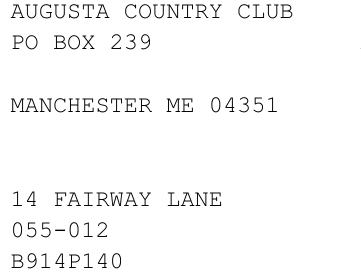 AUGUSTA COUNTRY CLUB
PO BOX 239
MANCHESTER ME 04351
14 FAIRWAY LANE
055-012
B914P140